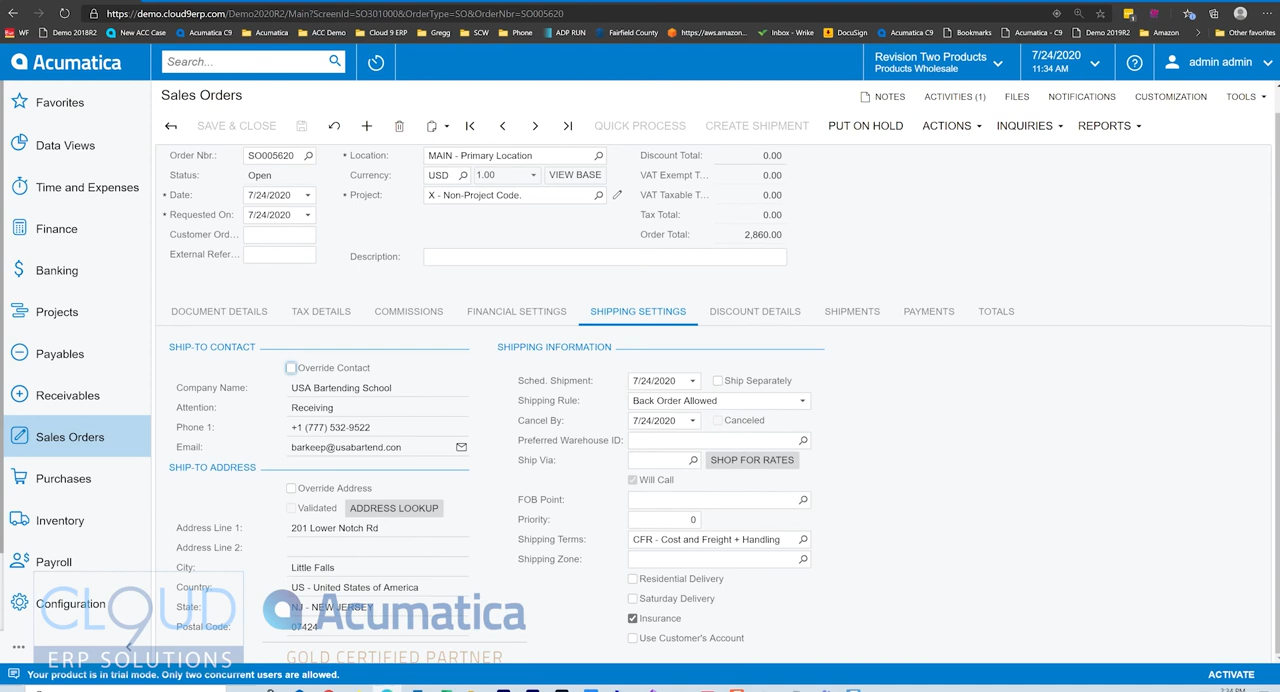 https://demo.cloud9erp.com/Demo2020R2/Main?ScreenId=SO301000&OrderType=SO&OrderNbr=SO005620
WF Demo 2018R2 New ACC Case Acumatica C9 Acumatica ACC Demo Cloud 9 ERP Gregg SCW Phone ADP RUN Fairfield County https://aws.amazon... Inbox - Wrike DocuSign Acumatica C9 Bookmarks Acumatica - C9 Demo 2019R2 Amazon Other favorites
Acumatica Search... Revision Two Products 7/24/2020 admin admin
Products Wholesale 11:34 AM
Favorites
Data Views
Time and Expenses
Finance
Banking
Projects
Payables
Receivables
Sales Orders
Purchases
Inventory
Payroll
Configuration
Sales Orders NOTES ACTIVITIES (1) FILES NOTIFICATIONS CUSTOMIZATION TOOLS
SAVE & CLOSE QUICK PROCESS CREATE SHIPMENT PUT ON HOLD ACTIONS INQUIRIES REPORTS
Order Nbr.: SO005620 * Location: MAIN - Primary Location Discount Total: 0.00
Status: Open Currency: USD 1.00 VIEW BASE VAT Exempt T... 0.00
* Date: 7/24/2020 * Project: X - Non-Project Code. VAT Taxable T... 0.00
* Requested On: 7/24/2020 Tax Total: 0.00
Customer Ord... Order Total: 2,860.00
External Refer... Description:
DOCUMENT DETAILS TAX DETAILS COMMISSIONS FINANCIAL SETTINGS SHIPPING SETTINGS DISCOUNT DETAILS SHIPMENTS PAYMENTS TOTALS
SHIP-TO CONTACT
Override Contact
Company Name: USA Bartending School
Attention: Receiving
Phone 1: +1 (777) 532-9522
Email: barkeep@usabartend.con
SHIP-TO ADDRESS
Override Address
Validated ADDRESS LOOKUP
Address Line 1: 201 Lower Notch Rd
Address Line 2:
City: Little Falls
Country: US - United States of America
State: NJ - NEW JERSEY
Postal Code: 07424
SHIPPING INFORMATION
Sched. Shipment: 7/24/2020 Ship Separately
Shipping Rule: Back Order Allowed
Cancel By: 7/24/2020 Canceled
Preferred Warehouse ID:
Ship Via: SHOP FOR RATES
Will Call
FOB Point:
Priority: 0
Shipping Terms: CFR - Cost and Freight + Handling
Shipping Zone:
Residential Delivery
Saturday Delivery
Insurance
Use Customer's Account
CLOUD 9
ERP SOLUTIONS
Acumatica
GOLD CERTIFIED PARTNER
Your product is in trial mode. Only two concurrent users are allowed. ACTIVATE